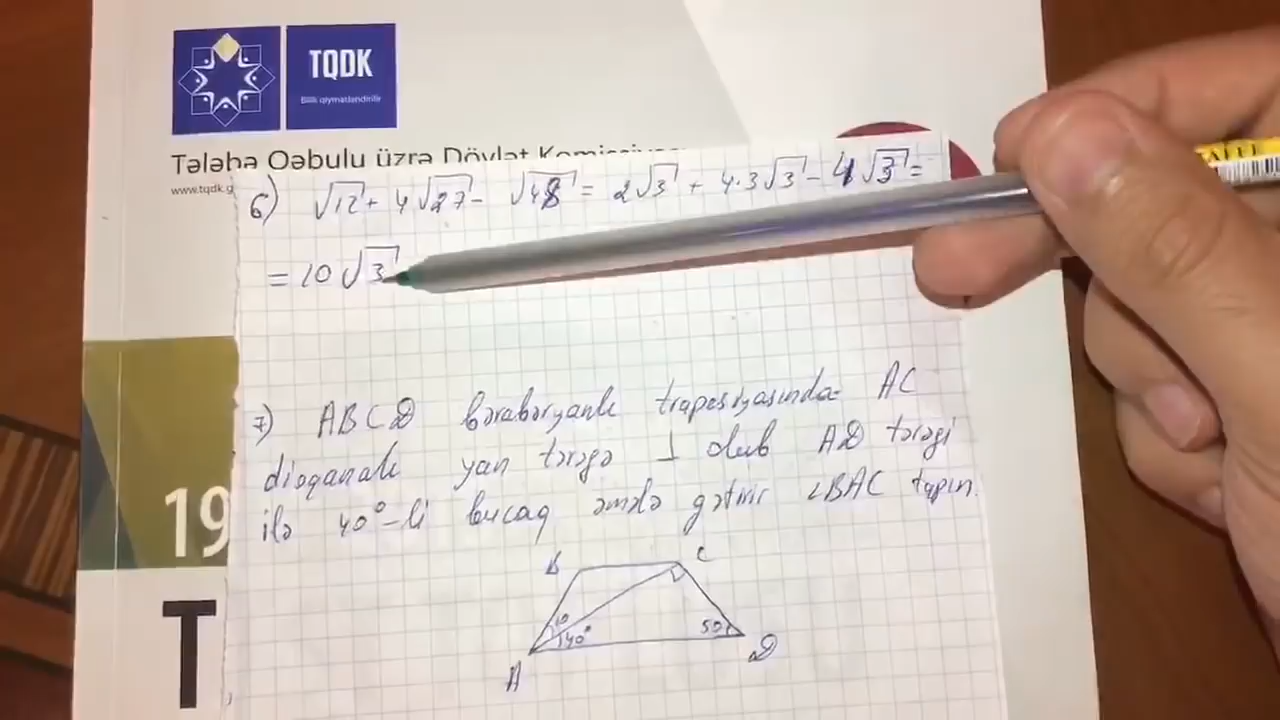 TQDK
Bilik qiymətləndirilir
Tələbə Qəbulu üzrə Dövlət Komissiyası
www.tqdk.g
6) √12 + 4√27 - √48 = 2√3 + 4·3√3 - 4√3 =
= 10√3
7) ABCD bərabəryanlı trapesiyasında AC
dioqanalı yan tərəfə ⊥ olub AD tərəfi
ilə 40°-li bucaq əmələ gətirir ∠BAC tapın.
B C
10
40° 50
A D
19
T